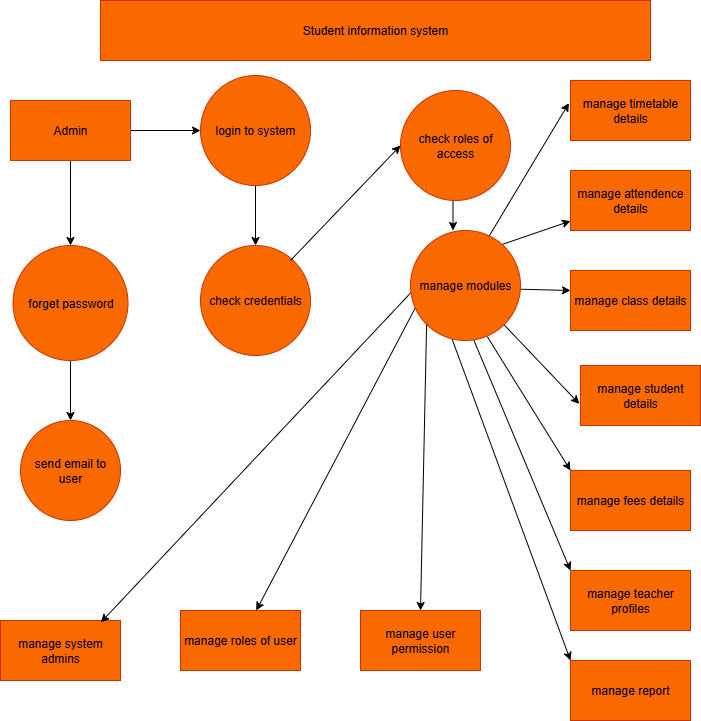 Student information system
Admin
login to system
check roles of
access
manage timetable
details
manage attendence
details
forget password
check credentials
manage modules
manage class details
manage student
details
send email to
user
manage fees details
manage teacher
profiles
manage system
admins
manage roles of user
manage user
permission
manage report